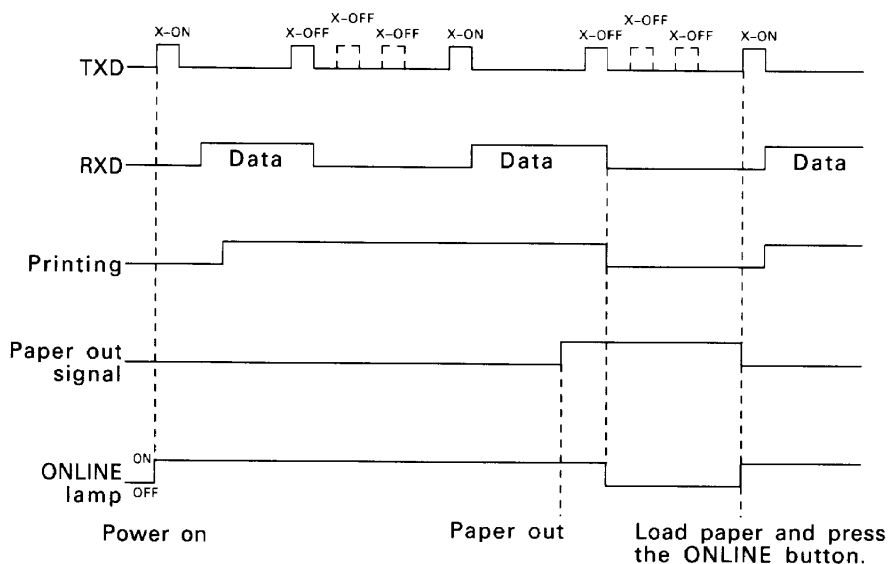 X-OFF X-OFF
X-ON X-OFF X-OFF X-ON X-OFF X-OFF X-ON
TXD
RXD Data Data Data
Printing
Paper out
signal
ON
ONLINE
lamp OFF
Power on Paper out Load paper and press
the ONLINE button.